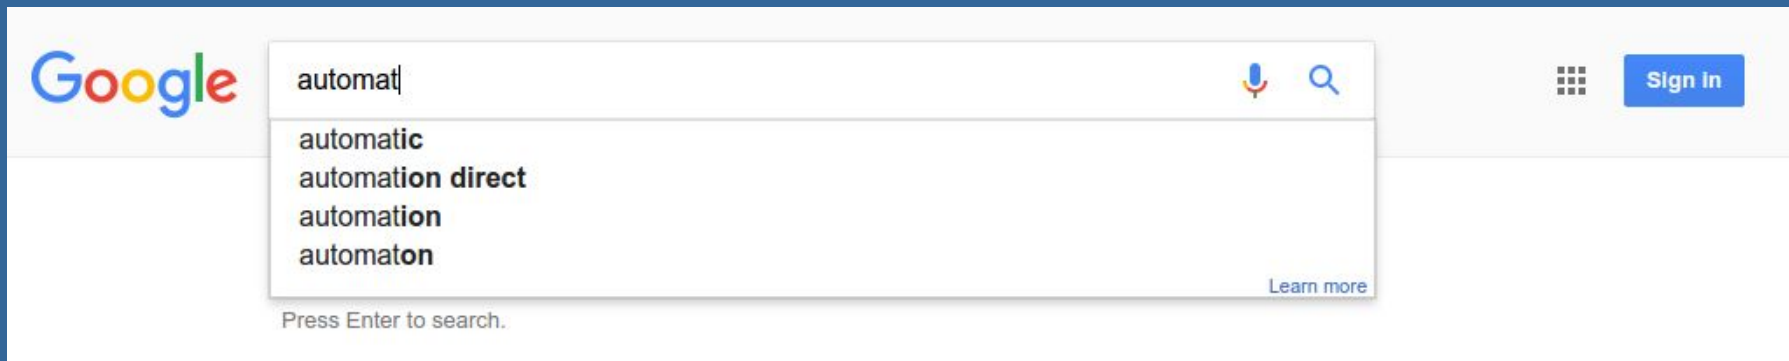 Google
automat
Sign in
automatic
automation direct
automation
automaton
Learn more
Press Enter to search.